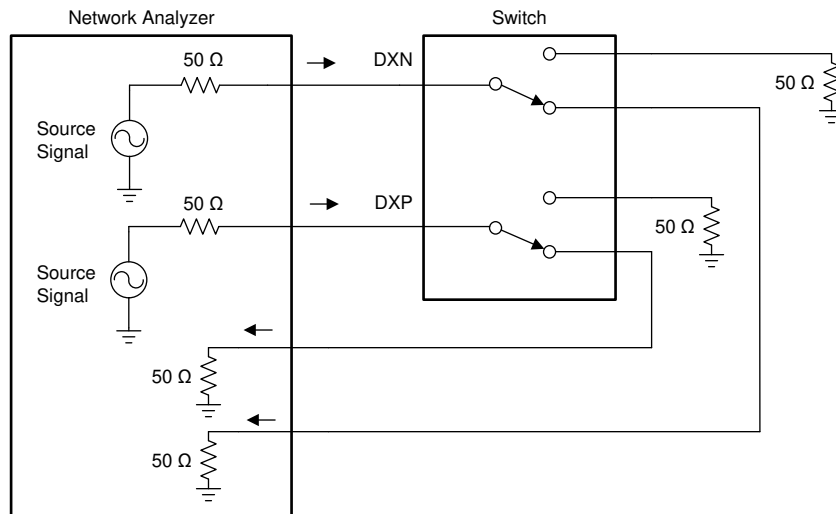 Network Analyzer
Switch
50 Ω
DXN
50 Ω
Source
Signal
50 Ω
DXP
50 Ω
Source
Signal
50 Ω
50 Ω